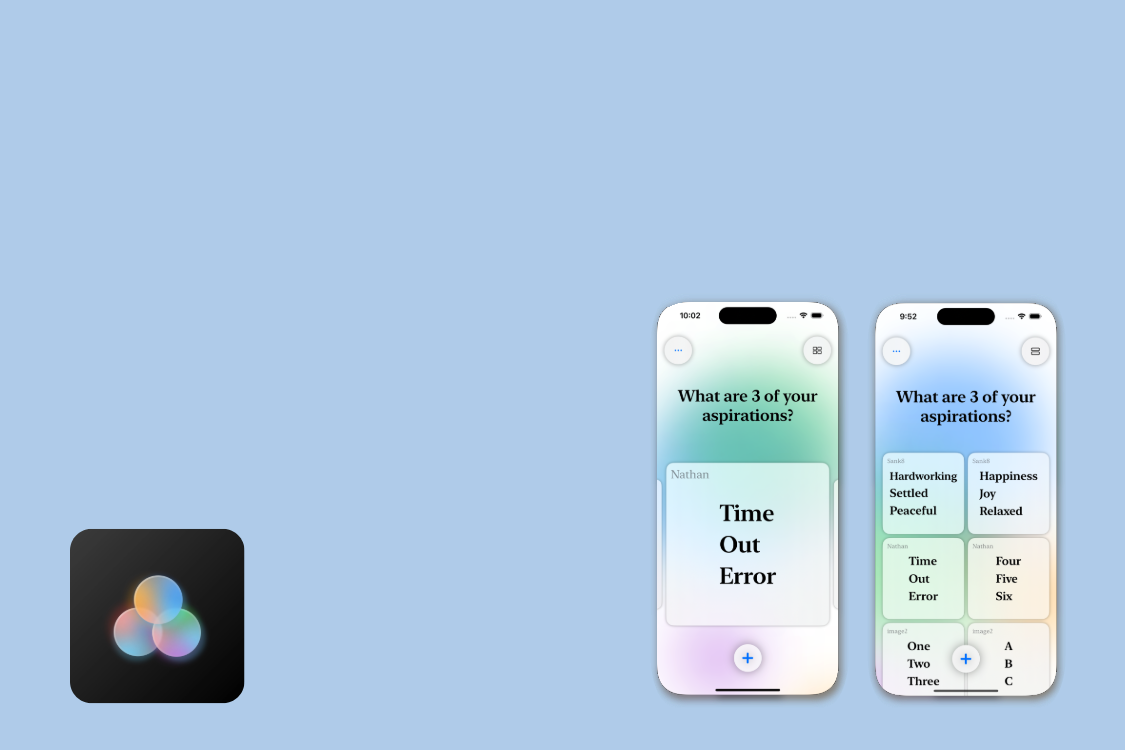 10:02
What are 3 of your
aspirations?
Nathan
Time
Out
Error
9:52
What are 3 of your
aspirations?
Sank8
Hardworking
Settled
Peaceful
Sank8
Happiness
Joy
Relaxed
Nathan
Time
Out
Error
Nathan
Four
Five
Six
image2
One
Two
Three
image2
A
B
C